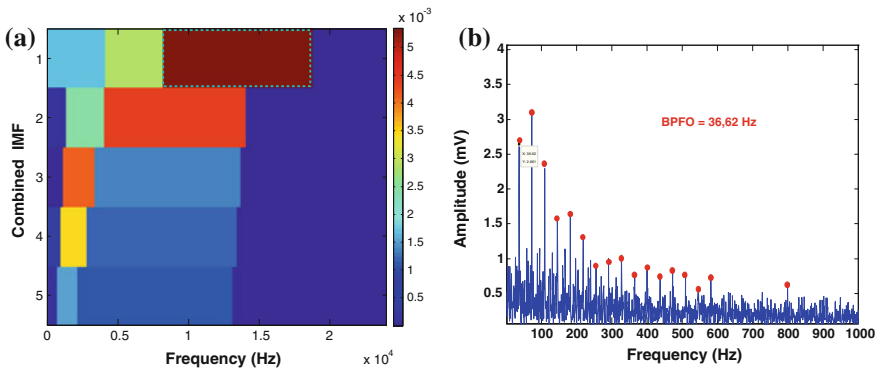 (a)
x 10⁻³
1
2
3
4
5
Combined IMF
0 0.5 1 1.5 2
Frequency (Hz)
x 10⁴
5
4.5
4
3.5
3
2.5
2
1.5
1
0.5
(b)
4
3.5
3
2.5
2
1.5
1
0.5
Amplitude (mV)
BPFO = 36,62 Hz
100 200 300 400 500 600 700 800 900 1000
Frequency (Hz)